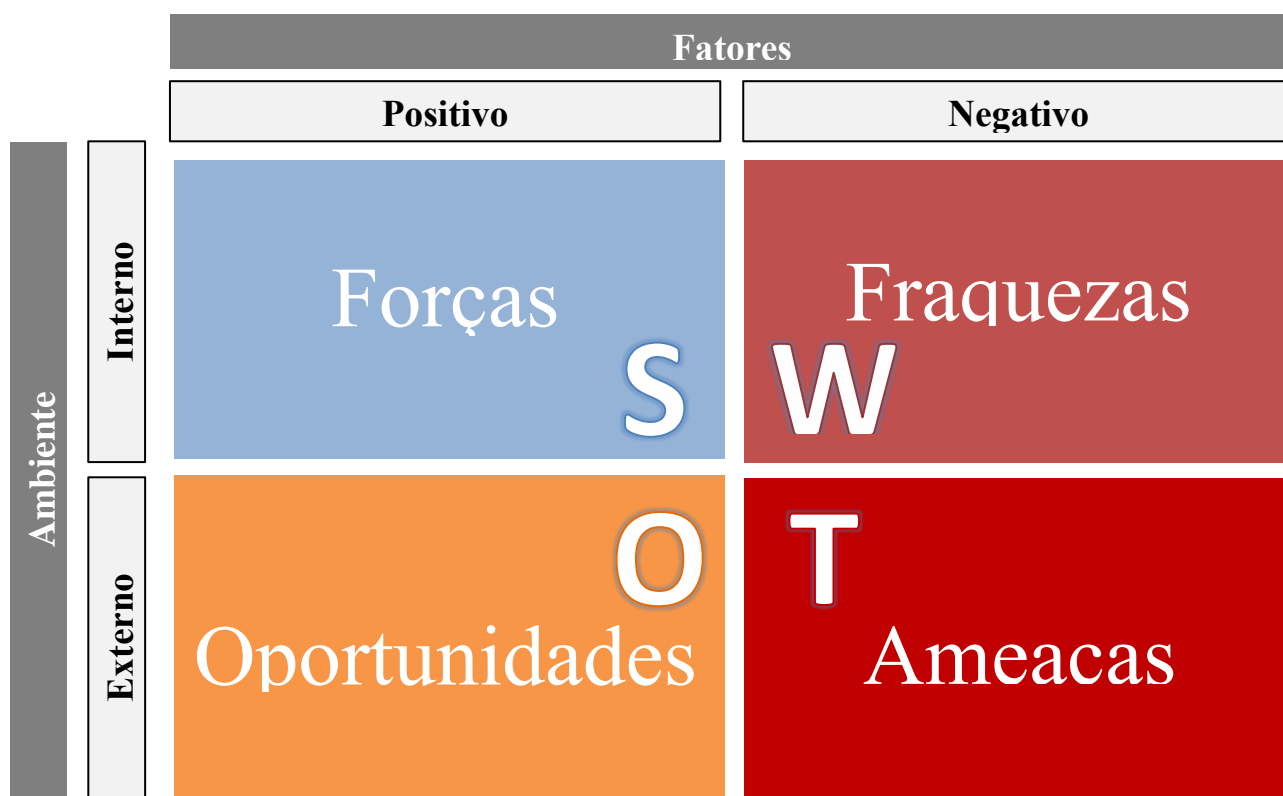 Fatores
Positivo
Negativo
Ambiente
Interno
Forças
S
Fraquezas
W
Externo
O
Oportunidades
T
Ameacas